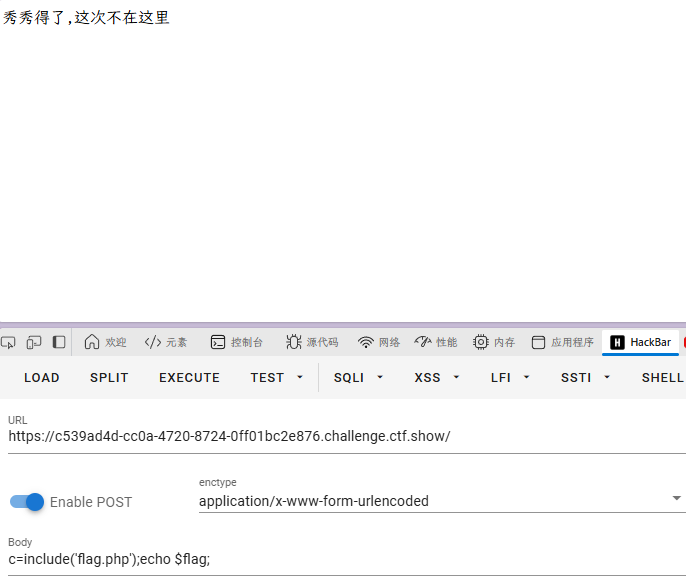 秀秀得了,这次不在这里
欢迎 </> 元素 控制台 源代码 网络 性能 内存 应用程序 H HackBar
LOAD SPLIT EXECUTE TEST SQLI XSS LFI SSTI SHELL
URL
https://c539ad4d-cc0a-4720-8724-0ff01bc2e876.challenge.ctf.show/
enctype
Enable POST application/x-www-form-urlencoded
Body
c=include('flag.php');echo $flag;